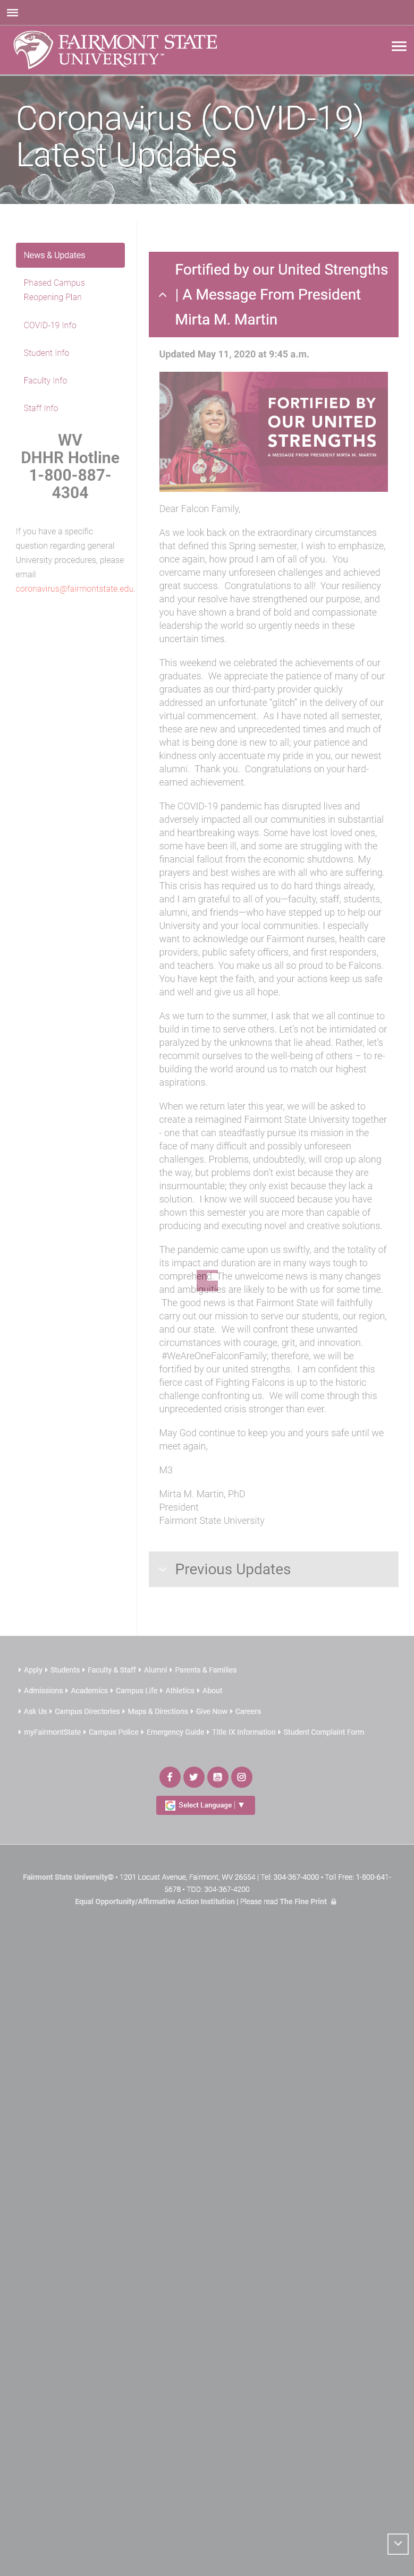 FAIRMONT STATE
UNIVERSITY™
Coronavirus (COVID-19)
Latest Updates
News & Updates
Phased Campus
Reopening Plan
COVID-19 Info
Student Info
Faculty Info
Staff Info
WV
DHHR Hotline
1-800-887-
4304
If you have a specific
question regarding general
University procedures, please
email
coronavirus@fairmontstate.edu.
Fortified by our United Strengths
| A Message From President
Mirta M. Martin
Updated May 11, 2020 at 9:45 a.m.
FORTIFIED BY
OUR UNITED
STRENGTHS
A MESSAGE FROM PRESIDENT MIRTA M. MARTIN
Dear Falcon Family,
As we look back on the extraordinary circumstances
that defined this Spring semester, I wish to emphasize,
once again, how proud I am of all of you.  You
overcame many unforeseen challenges and achieved
great success.  Congratulations to all!  Your resiliency
and your resolve have strengthened our purpose, and
you have shown a brand of bold and compassionate
leadership the world so urgently needs in these
uncertain times.
This weekend we celebrated the achievements of our
graduates.  We appreciate the patience of many of our
graduates as our third-party provider quickly
addressed an unfortunate “glitch” in the delivery of our
virtual commencement.  As I have noted all semester,
these are new and unprecedented times and much of
what is being done is new to all; your patience and
kindness only accentuate my pride in you, our newest
alumni.  Thank you.  Congratulations on your hard-
earned achievement.
The COVID-19 pandemic has disrupted lives and
adversely impacted all our communities in substantial
and heartbreaking ways. Some have lost loved ones,
some have been ill, and some are struggling with the
financial fallout from the economic shutdowns. My
prayers and best wishes are with all who are suffering.
This crisis has required us to do hard things already,
and I am grateful to all of you—faculty, staff, students,
alumni, and friends—who have stepped up to help our
University and your local communities. I especially
want to acknowledge our Fairmont nurses, health care
providers, public safety officers, and first responders,
and teachers. You make us all so proud to be Falcons.
You have kept the faith, and your actions keep us safe
and well and give us all hope.
As we turn to the summer, I ask that we all continue to
build in time to serve others. Let’s not be intimidated or
paralyzed by the unknowns that lie ahead. Rather, let’s
recommit ourselves to the well-being of others – to re-
building the world around us to match our highest
aspirations.
When we return later this year, we will be asked to
create a reimagined Fairmont State University together
- one that can steadfastly pursue its mission in the
face of many difficult and possibly unforeseen
challenges. Problems, undoubtedly, will crop up along
the way, but problems don’t exist because they are
insurmountable; they only exist because they lack a
solution.  I know we will succeed because you have
shown this semester you are more than capable of
producing and executing novel and creative solutions.
The pandemic came upon us swiftly, and the totality of
its impact and duration are in many ways tough to
comprehend. The unwelcome news is many changes
and ambiguities are likely to be with us for some time.
The good news is that Fairmont State will faithfully
carry out our mission to serve our students, our region,
and our state.  We will confront these unwanted
circumstances with courage, grit, and innovation.
#WeAreOneFalconFamily; therefore, we will be
fortified by our united strengths.  I am confident this
fierce cast of Fighting Falcons is up to the historic
challenge confronting us.  We will come through this
unprecedented crisis stronger than ever.
May God continue to keep you and yours safe until we
meet again,
M3
Mirta M. Martin, PhD
President
Fairmont State University
Previous Updates
Apply Students Faculty & Staff Alumni Parents & Families
Admissions Academics Campus Life Athletics About
Ask Us Campus Directories Maps & Directions Give Now Careers
myFairmontState Campus Police Emergency Guide Title IX Information Student Complaint Form
Select Language ▼
Fairmont State University© • 1201 Locust Avenue, Fairmont, WV 26554 | Tel: 304-367-4000 • Toll Free: 1-800-641-
5678 • TDD: 304-367-4200
Equal Opportunity/Affirmative Action Institution | Please read The Fine Print